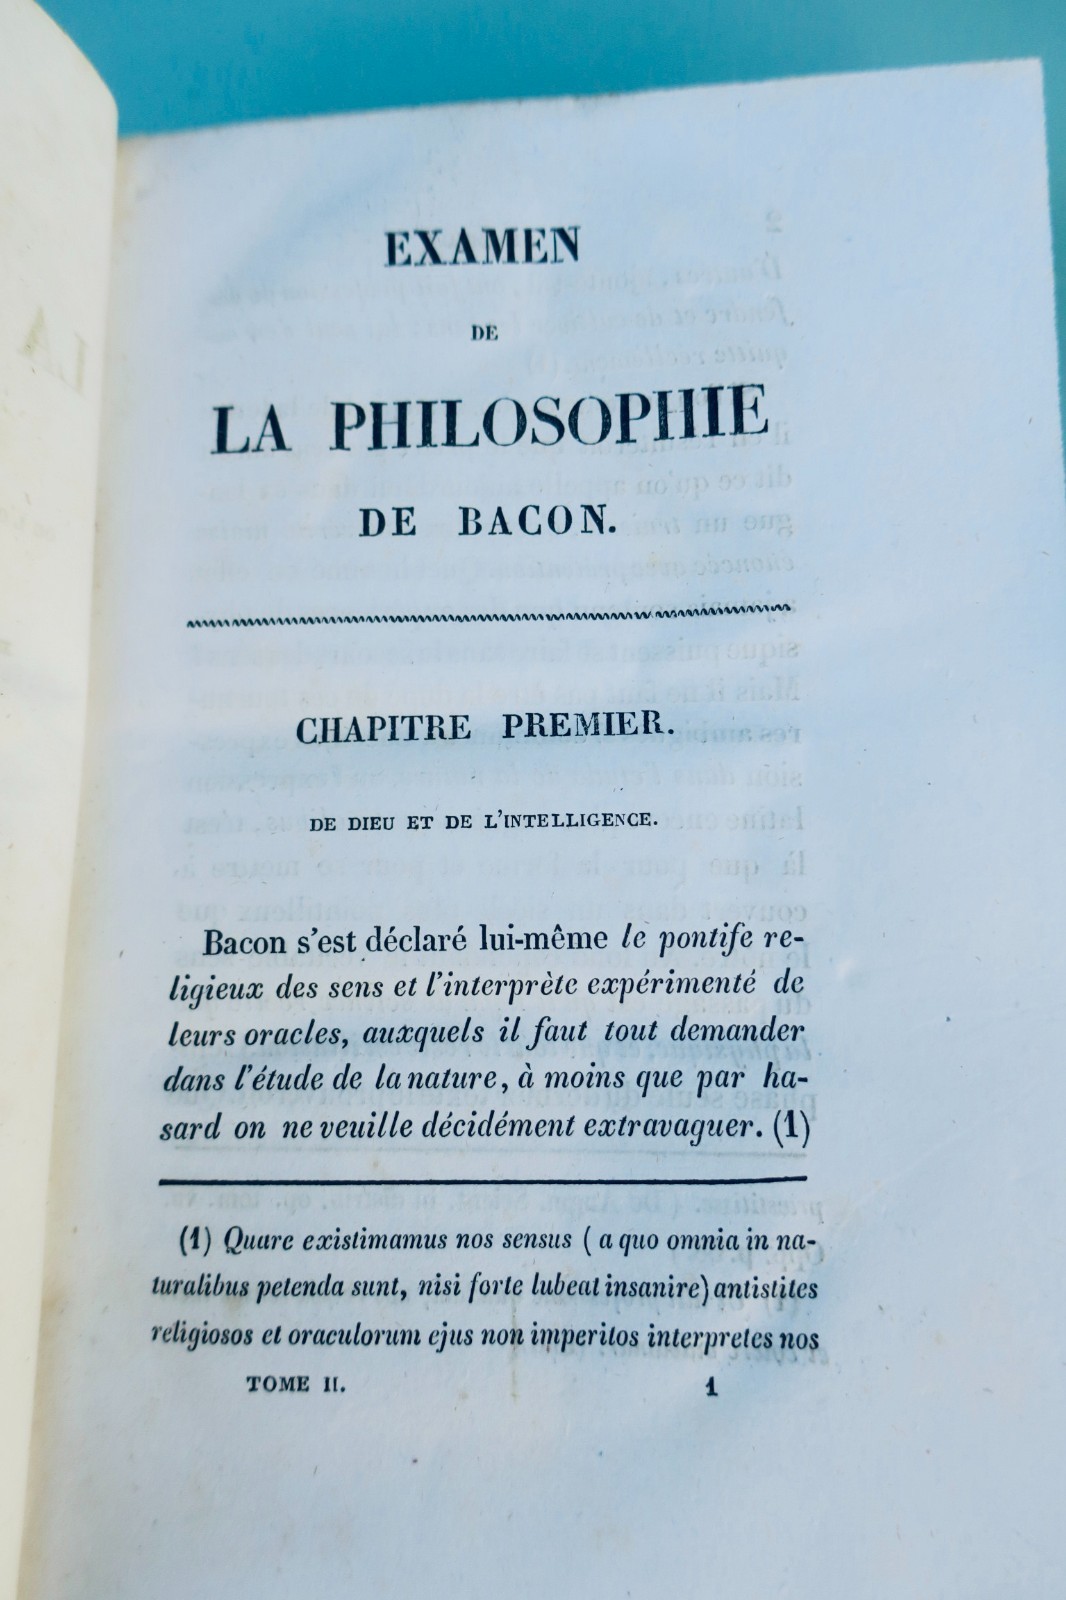 EXAMEN
DE
LA PHILOSOPHIE
DE BACON.
CHAPITRE PREMIER.
DE DIEU ET DE L'INTELLIGENCE.
Bacon s'est déclaré lui-même le pontife re-
ligieux des sens et l'interprète expérimenté de
leurs oracles, auxquels il faut tout demander
dans l'étude de la nature, à moins que par ha-
sard on ne veuille décidément extravaguer. (1)
(1) Quare existimamus nos sensus (a quo omnia in na-
turalibus petenda sunt, nisi forte lubeat insanire) antistites
religiosos et oraculorum ejus non imperitos interpretes nos
TOME II. 1